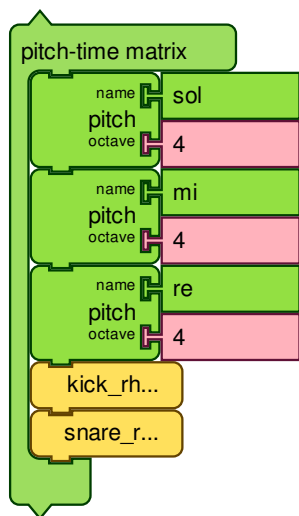 pitch-time matrix
name sol
pitch
octave 4
name mi
pitch
octave 4
name re
pitch
octave 4
kick_rh...
snare_r...